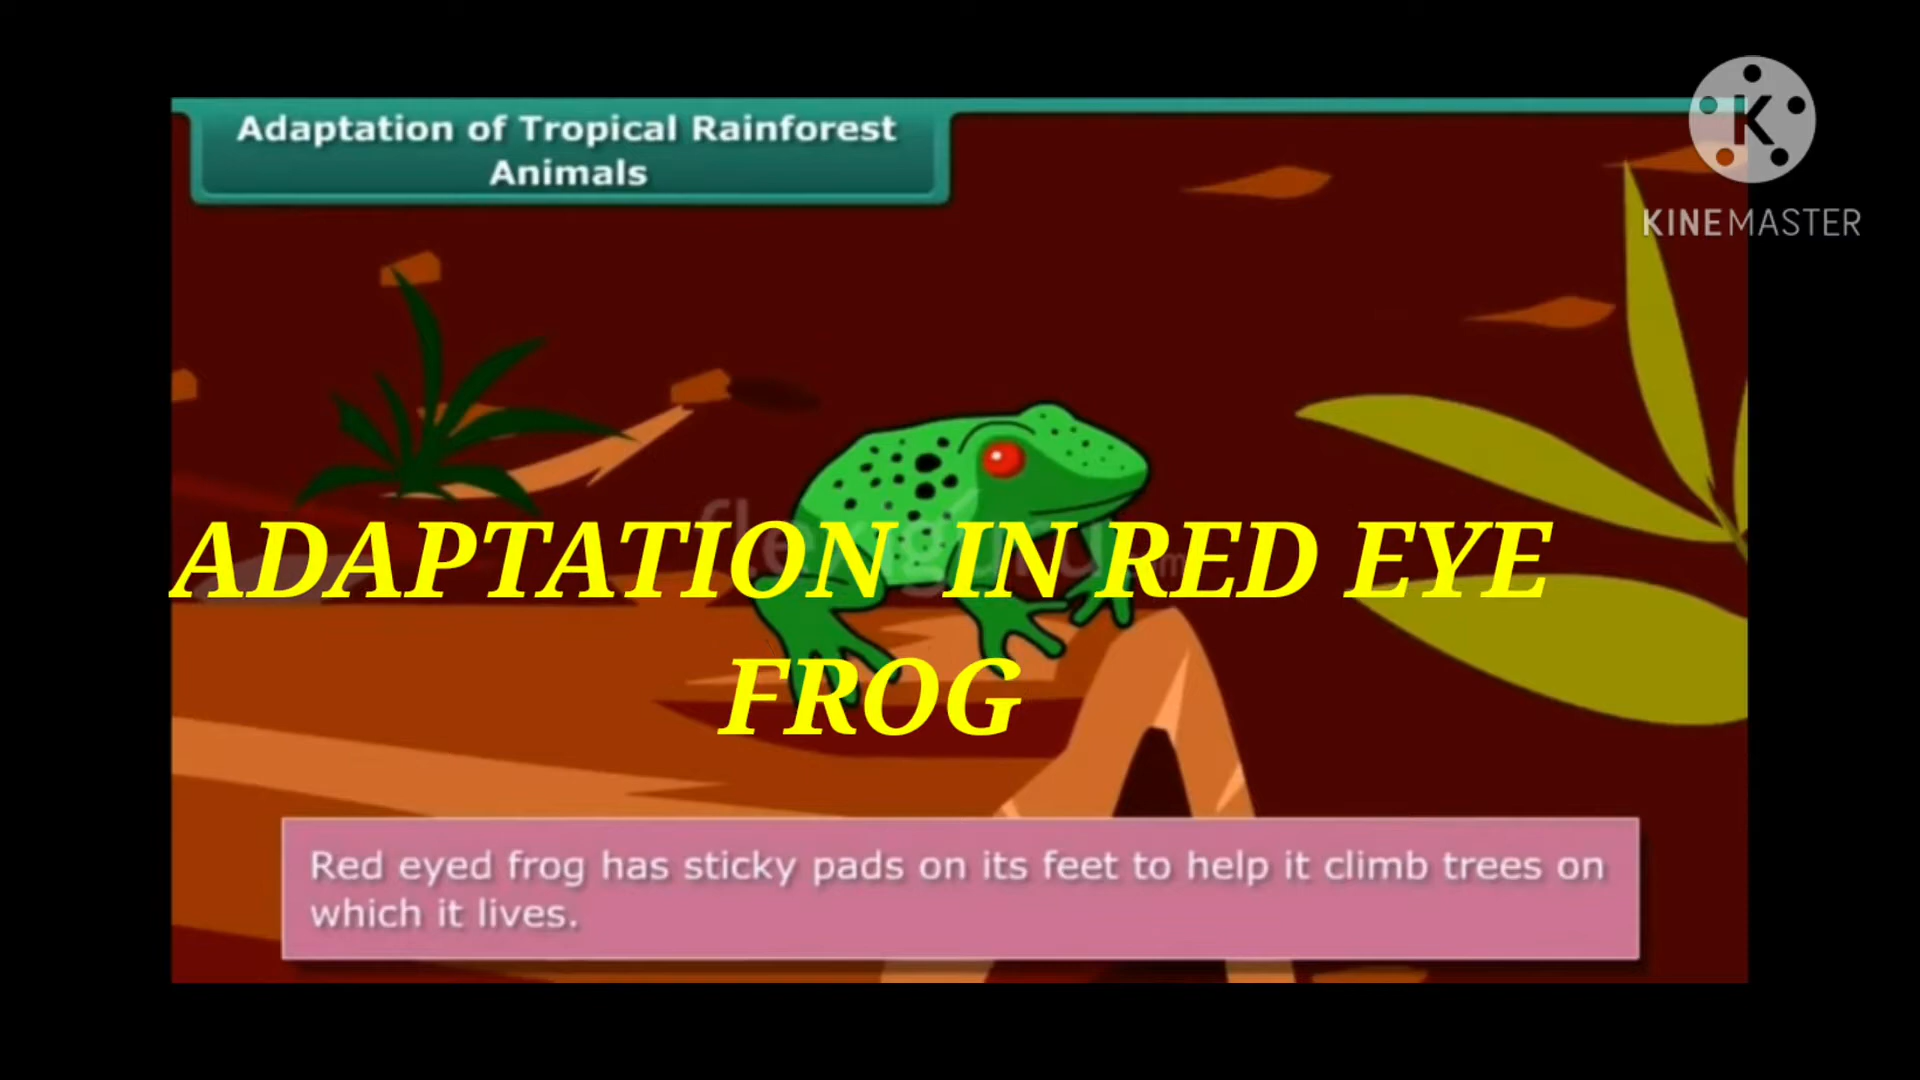 Adaptation of Tropical Rainforest
Animals
K
KINEMASTER
ADAPTATION IN RED EYE
FROG
Red eyed frog has sticky pads on its feet to help it climb trees on
which it lives.